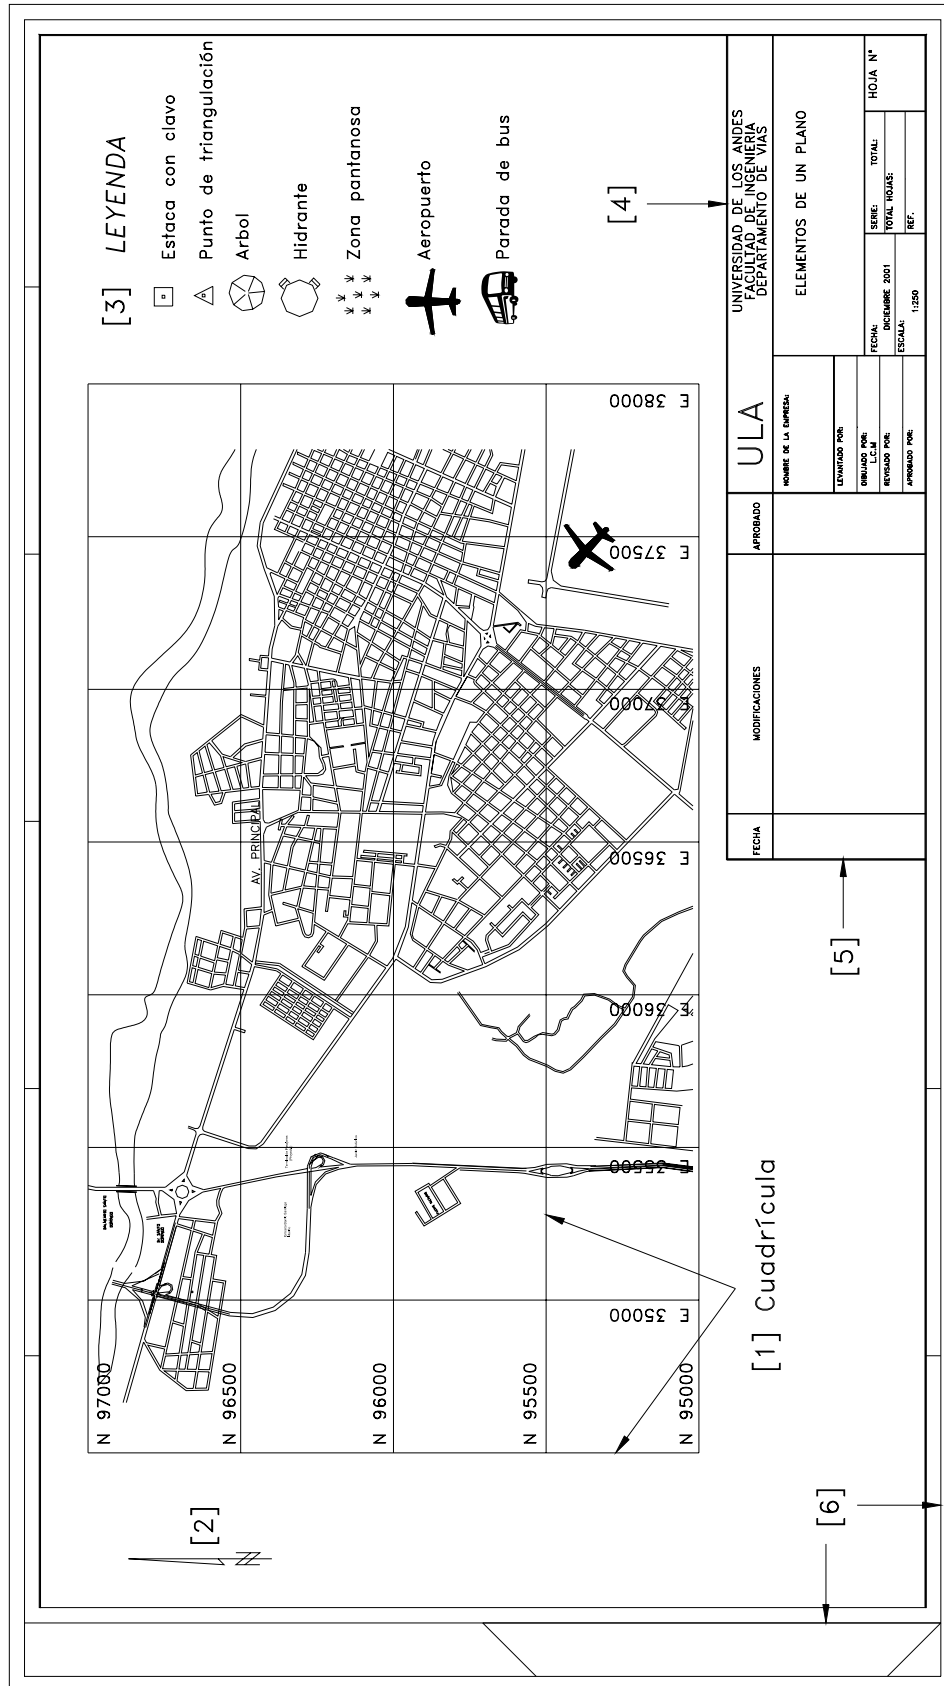 [3] LEYENDA
Estaca con clavo
Punto de triangulación
Arbol
Hidrante
Zona pantanosa
Aeropuerto
Parada de bus
[2]
N 97000
N 96500
N 96000
N 95500
N 95000
E 35000
E 35500
E 36000
E 36500
E 37000
E 37500
E 38000
AV. PRINCIPAL
[1] Cuadrícula
[4]
[5]
[6]
FECHA
MODIFICACIONES
APROBADO
ULA
UNIVERSIDAD DE LOS ANDES
FACULTAD DE INGENIERIA
DEPARTAMENTO DE VIAS
NOMBRE DE LA EMPRESA:
ELEMENTOS DE UN PLANO
LEVANTADO POR:
DIBUJADO POR:
L.C.M
REVISADO POR:
APROBADO POR:
FECHA:
DICIEMBRE 2001
ESCALA:
1:250
SERIE:
TOTAL:
TOTAL HOJAS:
REF.
HOJA Nº